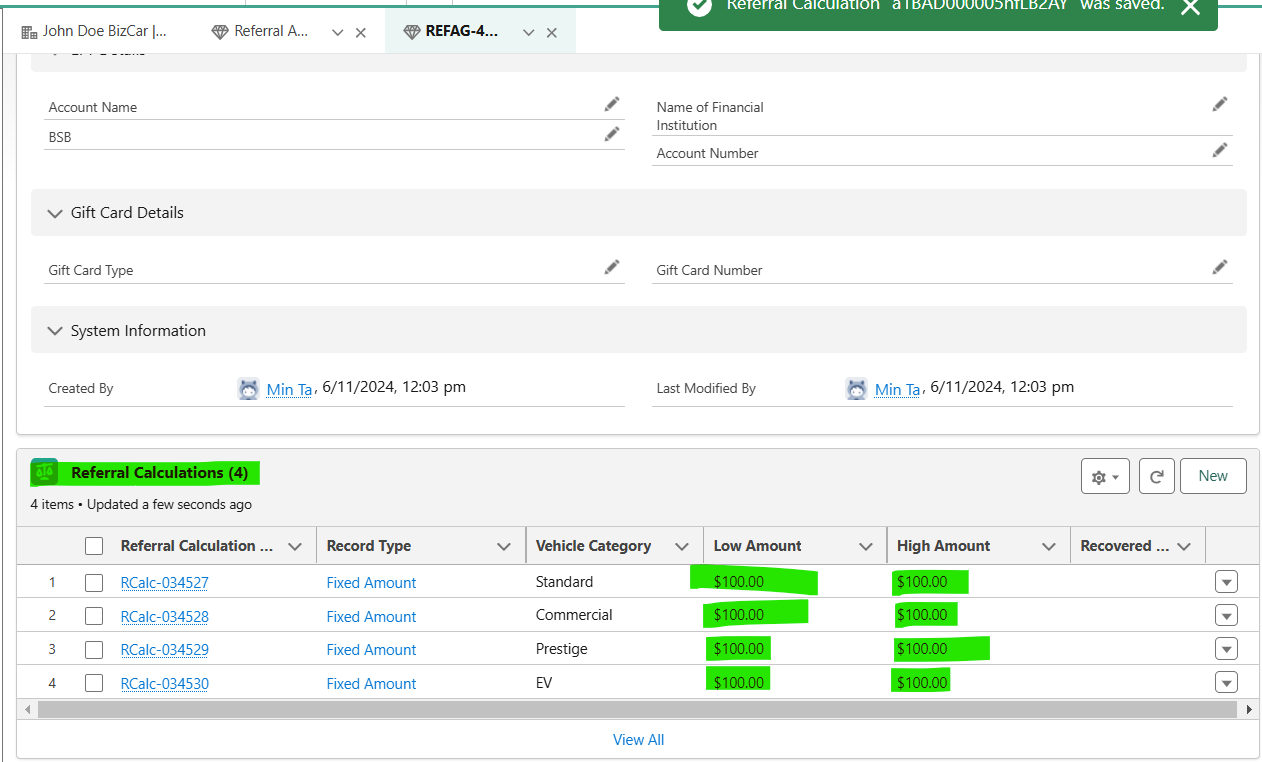 Referral Calculation "a1BAD000005nfLB2AY" was saved.
John Doe BizCar |...
Referral A...
REFAG-4...
Account Name
Name of Financial
Institution
BSB
Account Number
Gift Card Details
Gift Card Type
Gift Card Number
System Information
Created By Min Ta, 6/11/2024, 12:03 pm
Last Modified By Min Ta, 6/11/2024, 12:03 pm
Referral Calculations (4)
4 items • Updated a few seconds ago
New
Referral Calculation ... Record Type Vehicle Category Low Amount High Amount Recovered ...
1 RCalc-034527 Fixed Amount Standard $100.00 $100.00
2 RCalc-034528 Fixed Amount Commercial $100.00 $100.00
3 RCalc-034529 Fixed Amount Prestige $100.00 $100.00
4 RCalc-034530 Fixed Amount EV $100.00 $100.00
View All